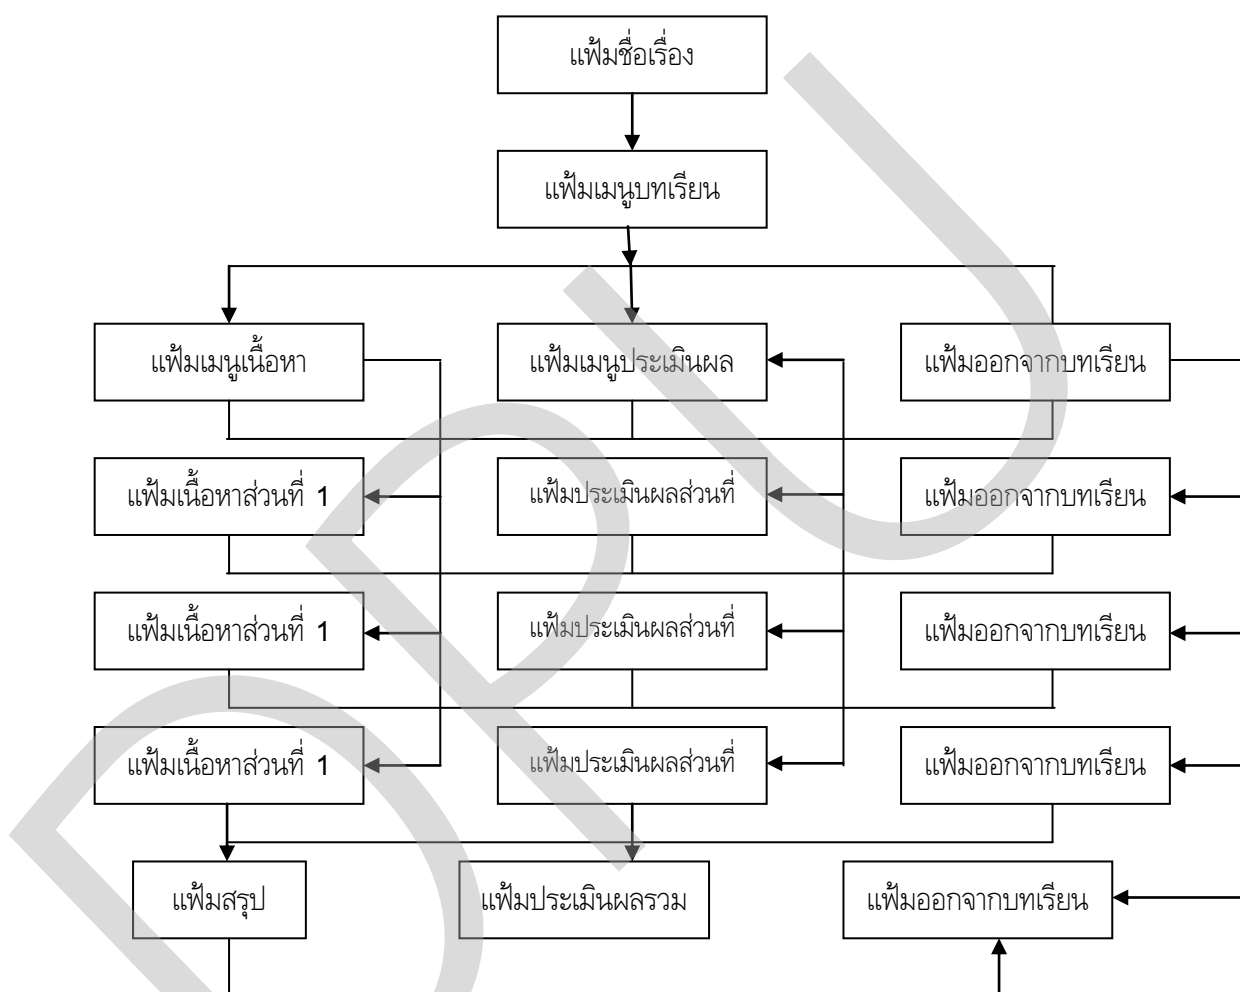 แฟ้มชื่อเรื่อง
แฟ้มเมนูบทเรียน
แฟ้มเมนูเนื้อหา
แฟ้มเมนูประเมินผล
แฟ้มออกจากบทเรียน
แฟ้มเนื้อหาส่วนที่ 1
แฟ้มประเมินผลส่วนที่
แฟ้มออกจากบทเรียน
แฟ้มเนื้อหาส่วนที่ 1
แฟ้มประเมินผลส่วนที่
แฟ้มออกจากบทเรียน
แฟ้มเนื้อหาส่วนที่ 1
แฟ้มประเมินผลส่วนที่
แฟ้มออกจากบทเรียน
แฟ้มสรุป
แฟ้มประเมินผลรวม
แฟ้มออกจากบทเรียน
DPU